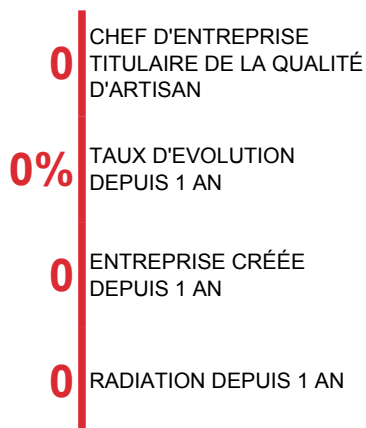 0
CHEF D'ENTREPRISE
TITULAIRE DE LA QUALITÉ
D'ARTISAN
0%
TAUX D'EVOLUTION
DEPUIS 1 AN
0
ENTREPRISE CRÉÉE
DEPUIS 1 AN
0
RADIATION DEPUIS 1 AN